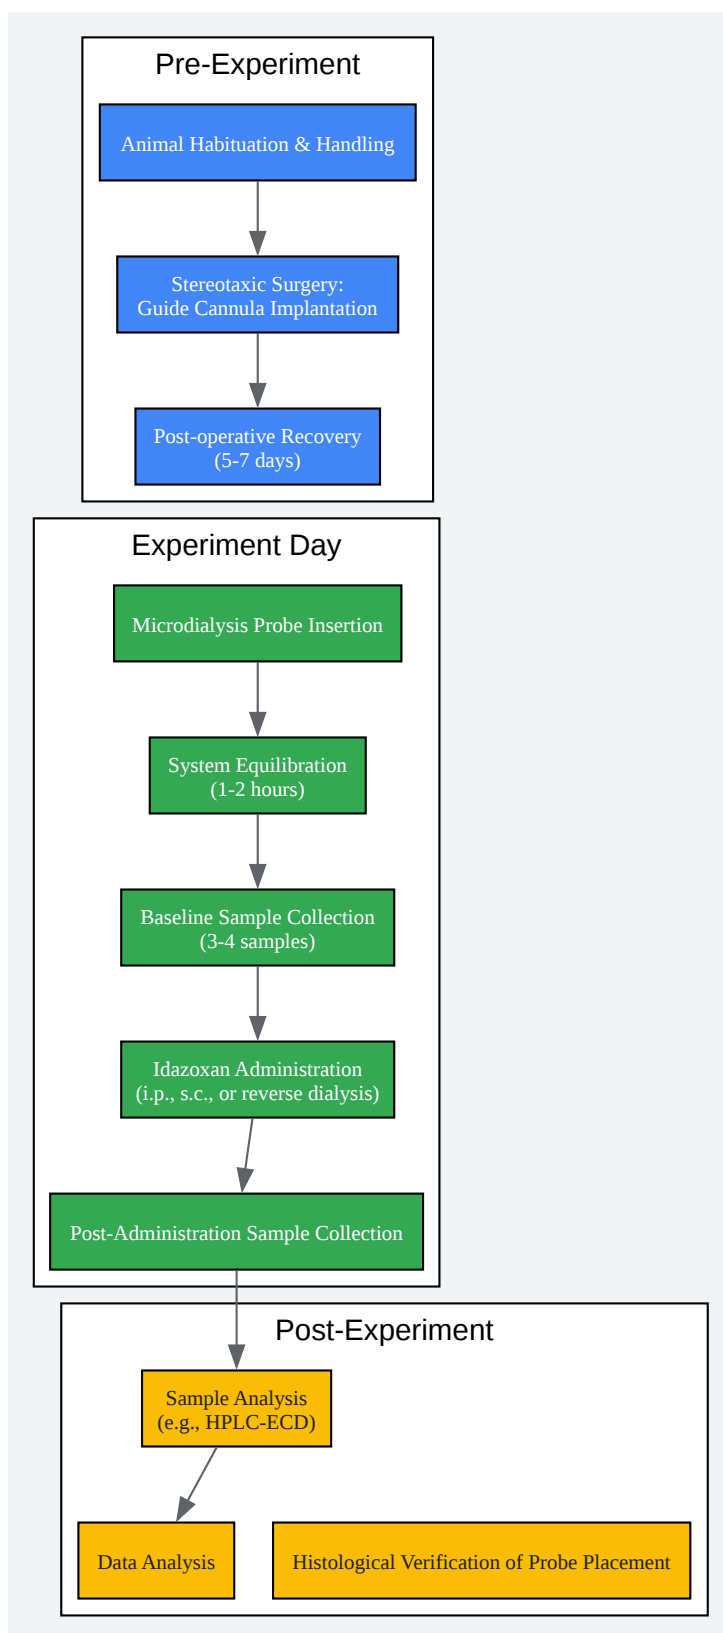 Pre-Experiment
Animal Habituation & Handling
Stereotaxic Surgery:
Guide Cannula Implantation
Post-operative Recovery
(5-7 days)
Experiment Day
Microdialysis Probe Insertion
System Equilibration
(1-2 hours)
Baseline Sample Collection
(3-4 samples)
Idazoxan Administration
(i.p., s.c., or reverse dialysis)
Post-Administration Sample Collection
Post-Experiment
Sample Analysis
(e.g., HPLC-ECD)
Data Analysis
Histological Verification of Probe Placement